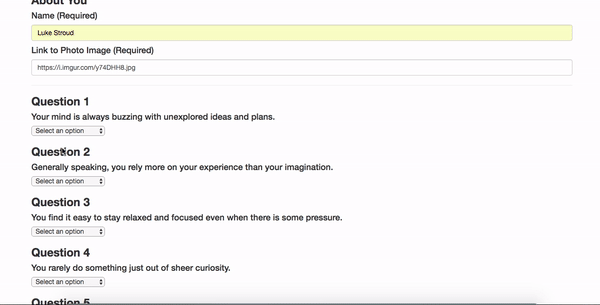 About You
Name (Required)
Luke Stroud
Link to Photo Image (Required)
https://i.imgur.com/y74DHH8.jpg
Question 1
Your mind is always buzzing with unexplored ideas and plans.
Select an option
Question 2
Generally speaking, you rely more on your experience than your imagination.
Select an option
Question 3
You find it easy to stay relaxed and focused even when there is some pressure.
Select an option
Question 4
You rarely do something just out of sheer curiosity.
Select an option
Question 5